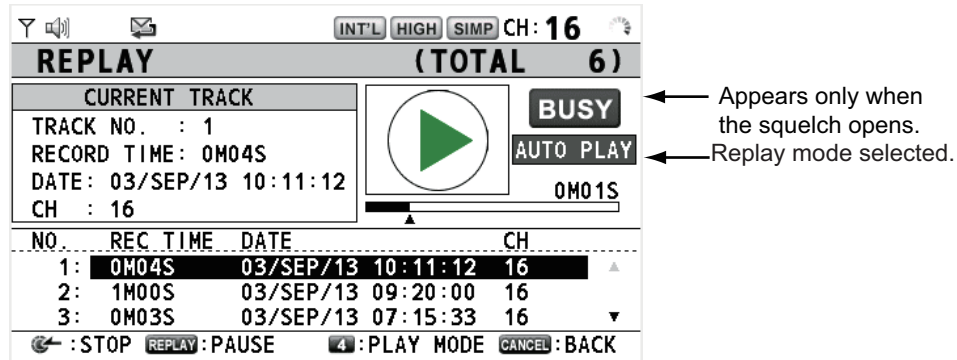 INT'L HIGH SIMP CH: 16
REPLAY (TOTAL 6)
CURRENT TRACK
TRACK NO. : 1
RECORD TIME: 0M04S
DATE: 03/SEP/13 10:11:12
CH : 16
BUSY
AUTO PLAY
0M01S
Appears only when
the squelch opens.
Replay mode selected.
NO. REC TIME DATE CH
1: 0M04S 03/SEP/13 10:11:12 16
2: 1M00S 03/SEP/13 09:20:00 16
3: 0M03S 03/SEP/13 07:15:33 16
:STOP REPLAY:PAUSE 4:PLAY MODE CANCEL:BACK